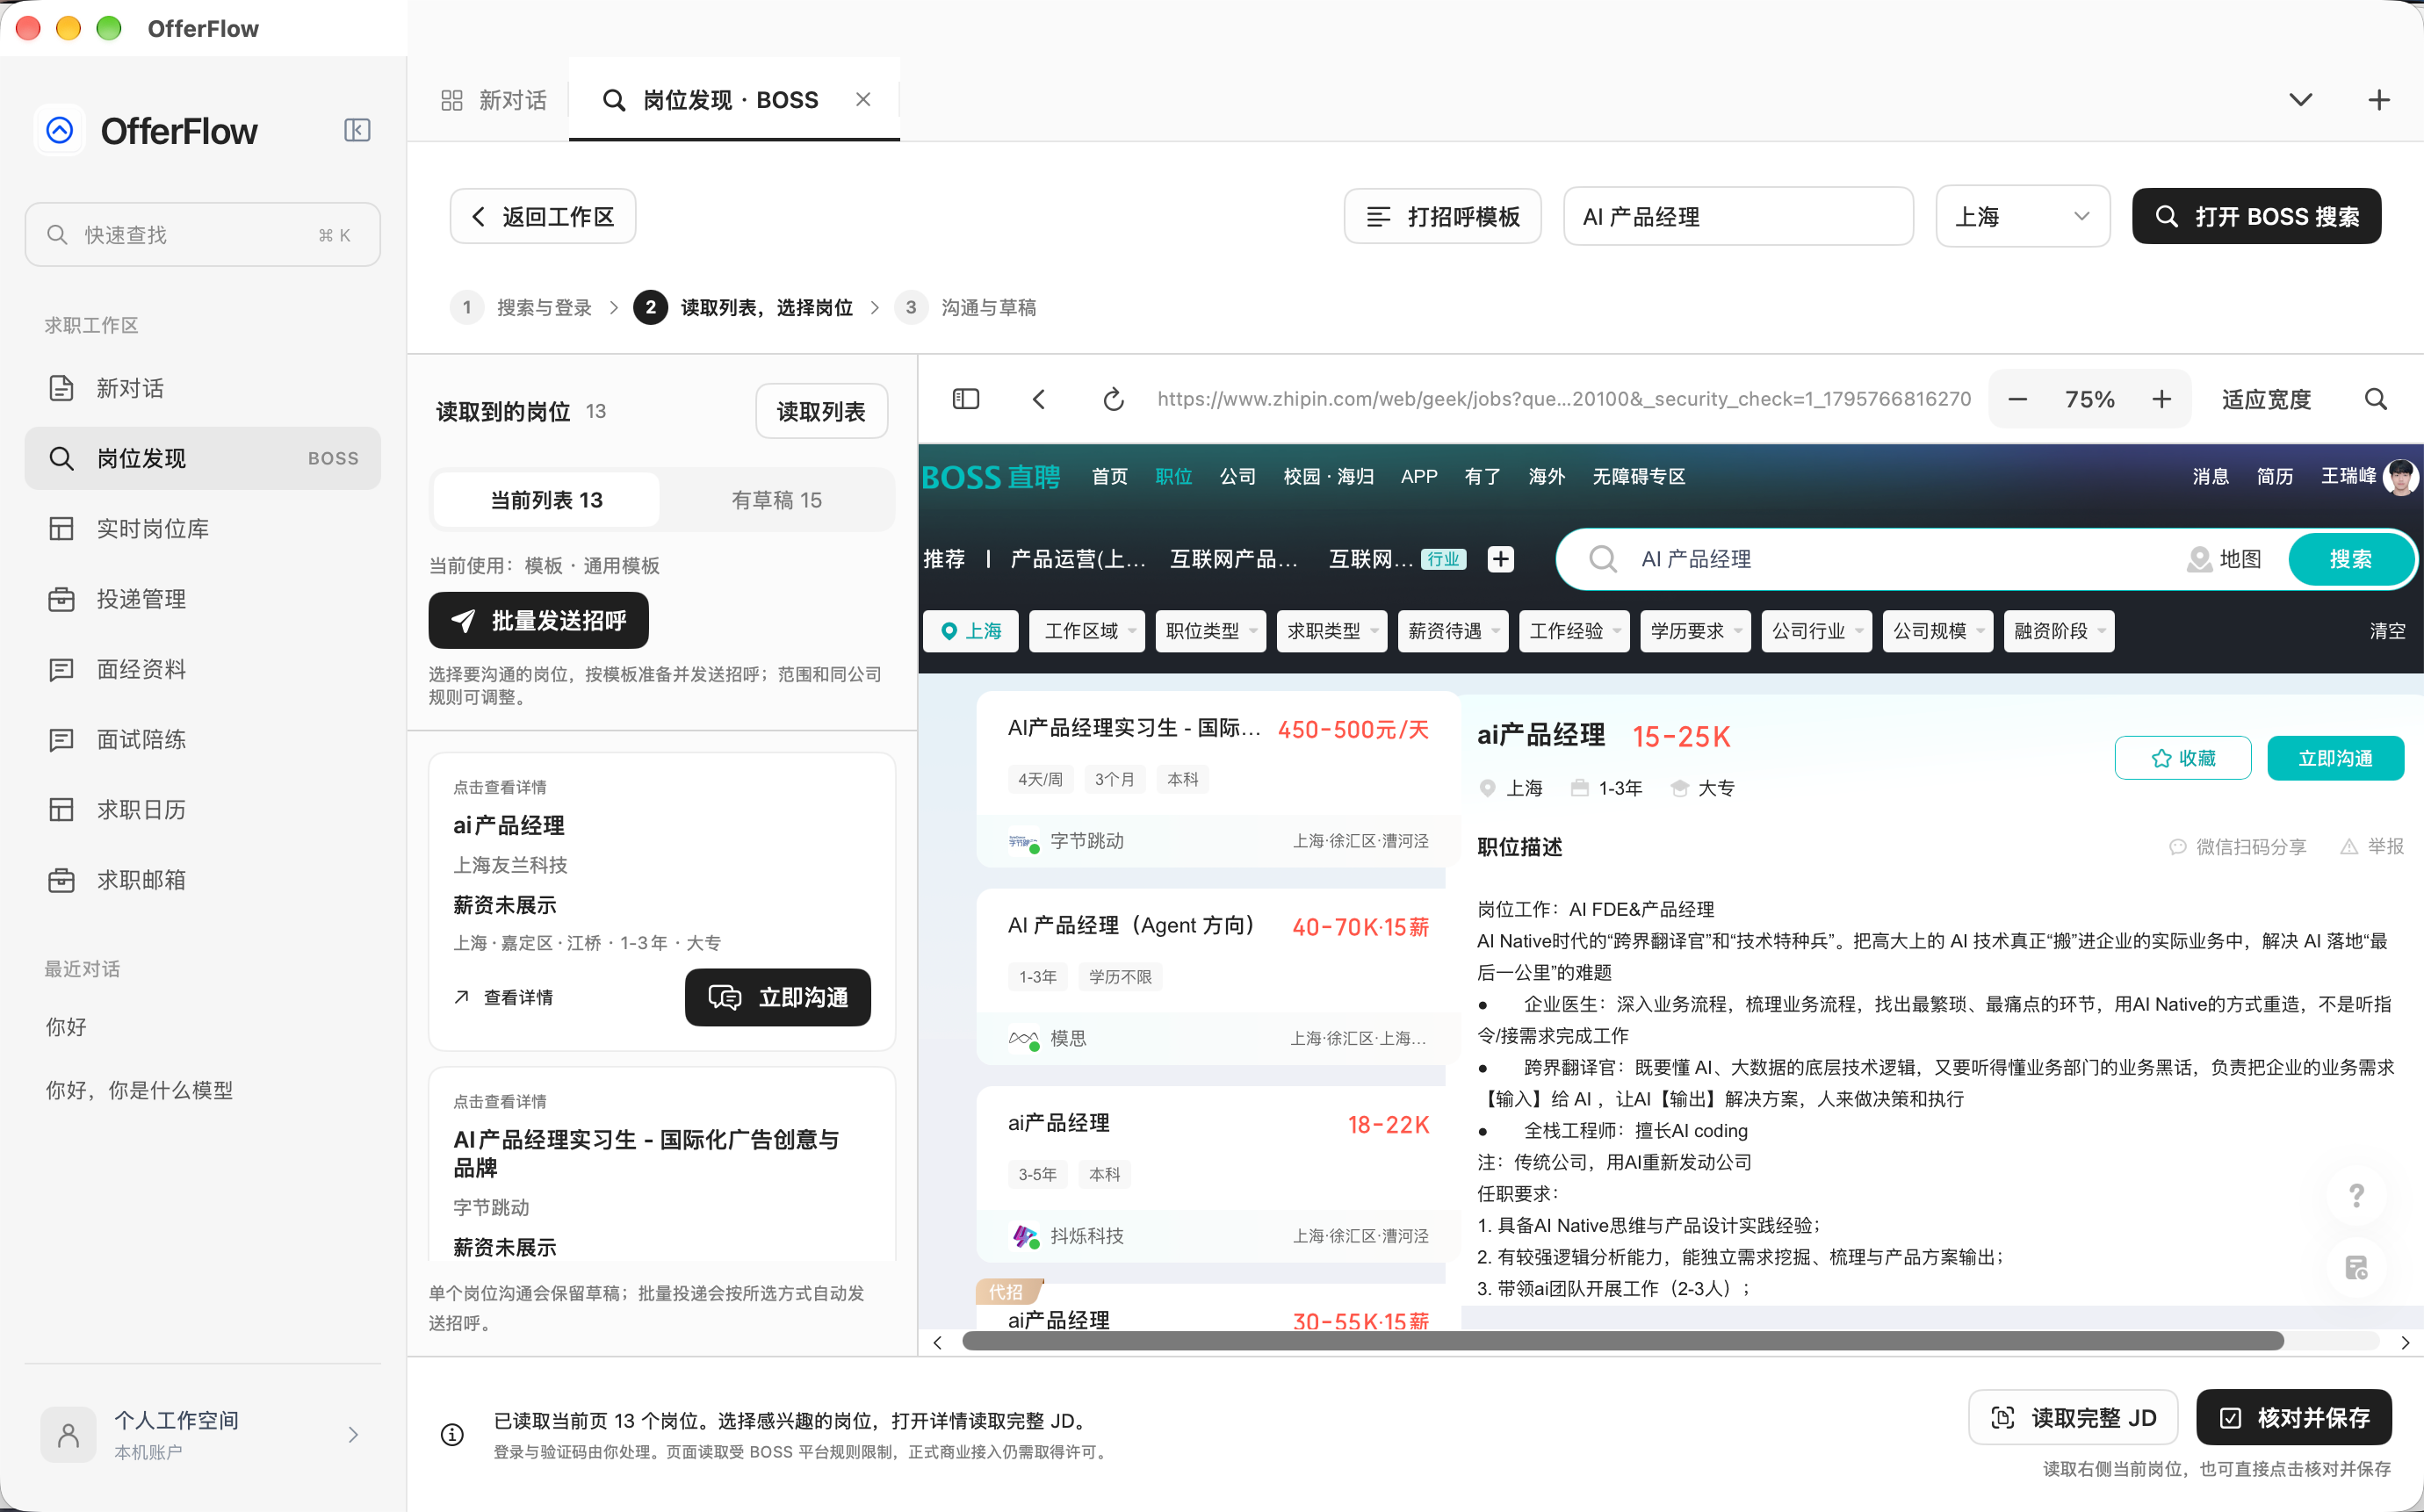 OfferFlow
OfferFlow
快速查找
⌘ K
求职工作区
新对话
岗位发现
BOSS
实时岗位库
投递管理
面经资料
面试陪练
求职日历
求职邮箱
最近对话
你好
你好，你是什么模型
个人工作空间
本机账户
新对话
岗位发现 · BOSS
返回工作区
打招呼模板
AI 产品经理
上海
打开 BOSS 搜索
1 搜索与登录
2 读取列表，选择岗位
3 沟通与草稿
读取到的岗位 13
读取列表
当前列表 13
有草稿 15
当前使用：模板 · 通用模板
批量发送招呼
选择要沟通的岗位，按模板准备并发送招呼；范围和同公司
规则可调整。
点击查看详情
ai产品经理
上海友兰科技
薪资未展示
上海 · 嘉定区 · 江桥 · 1-3年 · 大专
查看详情
立即沟通
点击查看详情
AI产品经理实习生 - 国际化广告创意与
品牌
字节跳动
薪资未展示
单个岗位沟通会保留草稿；批量投递会按所选方式自动发
送招呼。
https://www.zhipin.com/web/geek/jobs?que...20100&_security_check=1_1795766816270
75%
适应宽度
BOSS 直聘
首页
职位
公司
校园 · 海归
APP
有了
海外
无障碍专区
消息
简历
王瑞峰
推荐
产品运营(上...
互联网产品...
互联网...
行业
AI 产品经理
地图
搜索
上海
工作区域
职位类型
求职类型
薪资待遇
工作经验
学历要求
公司行业
公司规模
融资阶段
清空
AI产品经理实习生 - 国际...
450-500元/天
4天/周
3个月
本科
字节跳动
上海·徐汇区·漕河泾
AI 产品经理（Agent 方向）
40-70K·15薪
1-3年
学历不限
模思
上海·徐汇区·上海...
ai产品经理
18-22K
3-5年
本科
抖烁科技
上海·徐汇区·漕河泾
代招
ai产品经理
30-55K·15薪
ai产品经理
15-25K
收藏
立即沟通
上海
1-3年
大专
职位描述
微信扫码分享
举报
岗位工作：AI FDE&产品经理
AI Native时代的“跨界翻译官”和“技术特种兵”。把高大上的 AI 技术真正“搬”进企业的实际业务中，解决 AI 落地“最
后一公里”的难题
● 企业医生：深入业务流程，梳理业务流程，找出最繁琐、最痛点的环节，用AI Native的方式重造，不是听指
令/接需求完成工作
● 跨界翻译官：既要懂 AI、大数据的底层技术逻辑，又要听得懂业务部门的业务黑话，负责把企业的业务需求
【输入】给 AI ，让AI【输出】解决方案，人来做决策和执行
● 全栈工程师：擅长AI coding
注：传统公司，用AI重新发动公司
任职要求：
1. 具备AI Native思维与产品设计实践经验；
2. 有较强逻辑分析能力，能独立需求挖掘、梳理与产品方案输出；
3. 带领ai团队开展工作（2-3人）；
已读取当前页 13 个岗位。选择感兴趣的岗位，打开详情读取完整 JD。
登录与验证码由你处理。页面读取受 BOSS 平台规则限制，正式商业接入仍需取得许可。
读取完整 JD
核对并保存
读取右侧当前岗位，也可直接点击核对并保存